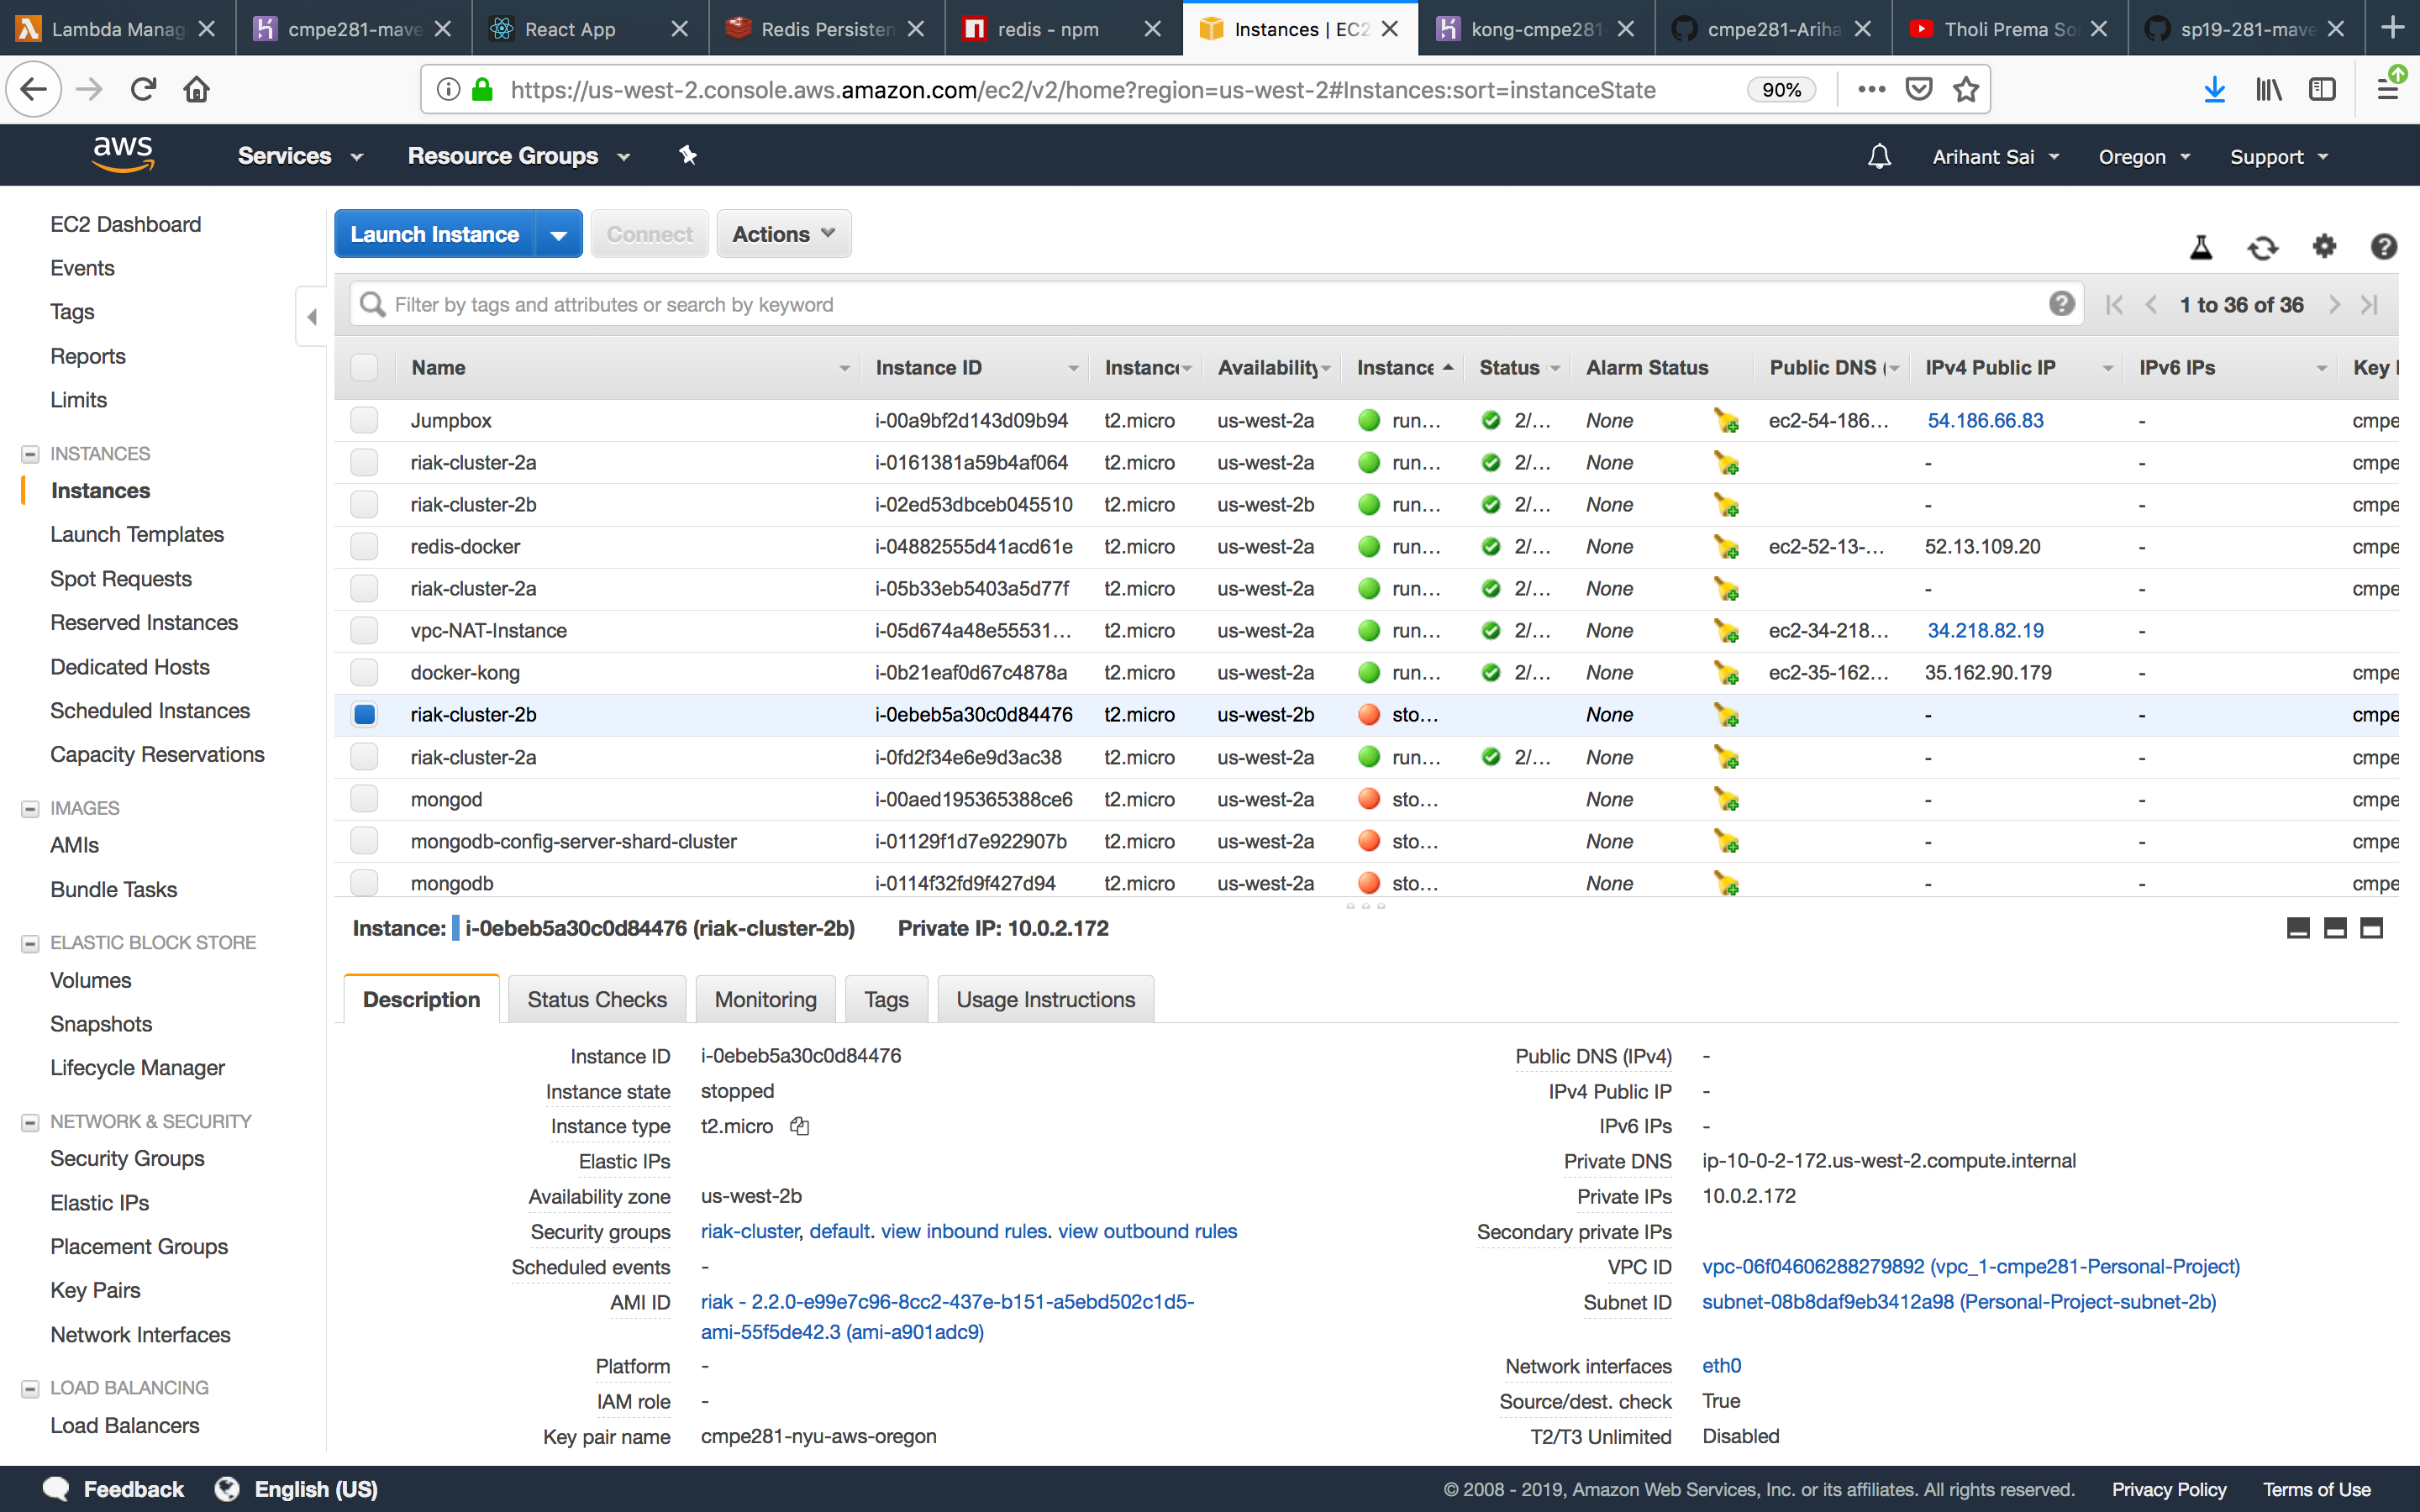 Lambda Manag
cmpe281-mave
React App
Redis Persisten
redis - npm
Instances | EC2
kong-cmpe281-
cmpe281-Ariha
Tholi Prema So
sp19-281-mave
https://us-west-2.console.aws.amazon.com/ec2/v2/home?region=us-west-2#Instances:sort=instanceState
90%
aws
Services
Resource Groups
Arihant Sai
Oregon
Support
EC2 Dashboard
Events
Tags
Reports
Limits
INSTANCES
Instances
Launch Templates
Spot Requests
Reserved Instances
Dedicated Hosts
Scheduled Instances
Capacity Reservations
IMAGES
AMIs
Bundle Tasks
ELASTIC BLOCK STORE
Volumes
Snapshots
Lifecycle Manager
NETWORK & SECURITY
Security Groups
Elastic IPs
Placement Groups
Key Pairs
Network Interfaces
LOAD BALANCING
Load Balancers
Launch Instance
Connect
Actions
Filter by tags and attributes or search by keyword
1 to 36 of 36
Name Instance ID Instanc Availability Instance Status Alarm Status Public DNS ( IPv4 Public IP IPv6 IPs Key
Jumpbox i-00a9bf2d143d09b94 t2.micro us-west-2a run... 2/... None ec2-54-186... 54.186.66.83 - cmpe
riak-cluster-2a i-0161381a59b4af064 t2.micro us-west-2a run... 2/... None - - cmpe
riak-cluster-2b i-02ed53dbceb045510 t2.micro us-west-2b run... 2/... None - - cmpe
redis-docker i-04882555d41acd61e t2.micro us-west-2a run... 2/... None ec2-52-13-... 52.13.109.20 - cmpe
riak-cluster-2a i-05b33eb5403a5d77f t2.micro us-west-2a run... 2/... None - - cmpe
vpc-NAT-Instance i-05d674a48e55531... t2.micro us-west-2a run... 2/... None ec2-34-218... 34.218.82.19 -
docker-kong i-0b21eaf0d67c4878a t2.micro us-west-2a run... 2/... None ec2-35-162... 35.162.90.179 - cmpe
riak-cluster-2b i-0ebeb5a30c0d84476 t2.micro us-west-2b sto... None - - cmpe
riak-cluster-2a i-0fd2f34e6e9d3ac38 t2.micro us-west-2a run... 2/... None - - cmpe
mongod i-00aed195365388ce6 t2.micro us-west-2a sto... None - - cmpe
mongodb-config-server-shard-cluster i-01129f1d7e922907b t2.micro us-west-2a sto... None - - cmpe
mongodb i-0114f32fd9f427d94 t2.micro us-west-2a sto... None - - cmpe
Instance: i-0ebeb5a30c0d84476 (riak-cluster-2b) Private IP: 10.0.2.172
Description
Status Checks
Monitoring
Tags
Usage Instructions
Instance ID i-0ebeb5a30c0d84476
Instance state stopped
Instance type t2.micro
Elastic IPs
Availability zone us-west-2b
Security groups riak-cluster, default. view inbound rules. view outbound rules
Scheduled events -
AMI ID riak - 2.2.0-e99e7c96-8cc2-437e-b151-a5ebd502c1d5-
ami-55f5de42.3 (ami-a901adc9)
Platform -
IAM role -
Key pair name cmpe281-nyu-aws-oregon
Public DNS (IPv4) -
IPv4 Public IP -
IPv6 IPs -
Private DNS ip-10-0-2-172.us-west-2.compute.internal
Private IPs 10.0.2.172
Secondary private IPs
VPC ID vpc-06f04606288279892 (vpc_1-cmpe281-Personal-Project)
Subnet ID subnet-08b8daf9eb3412a98 (Personal-Project-subnet-2b)
Network interfaces eth0
Source/dest. check True
T2/T3 Unlimited Disabled
Feedback
English (US)
© 2008 - 2019, Amazon Web Services, Inc. or its affiliates. All rights reserved.
Privacy Policy
Terms of Use